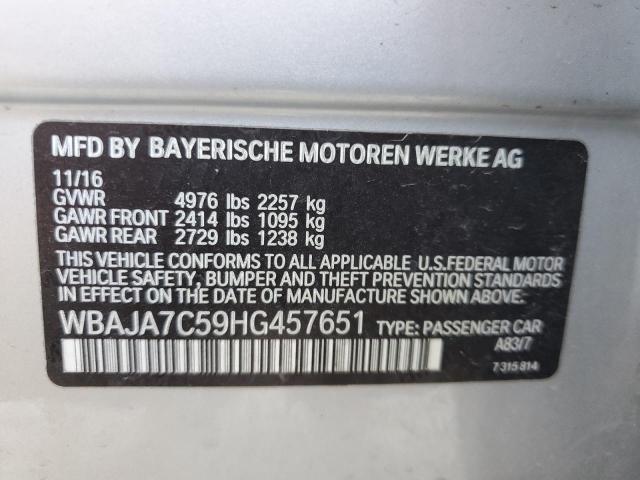 MFD BY BAYERISCHE MOTOREN WERKE AG
11/16
GVWR 4976 lbs 2257 kg
GAWR FRONT 2414 lbs 1095 kg
GAWR REAR 2729 lbs 1238 kg
THIS VEHICLE CONFORMS TO ALL APPLICABLE U.S.FEDERAL MOTOR
VEHICLE SAFETY, BUMPER AND THEFT PREVENTION STANDARDS
IN EFFECT ON THE DATE OF MANUFACTURE SHOWN ABOVE.
WBAJA7C59HG457651 TYPE: PASSENGER CAR
A83/7
7 315 814